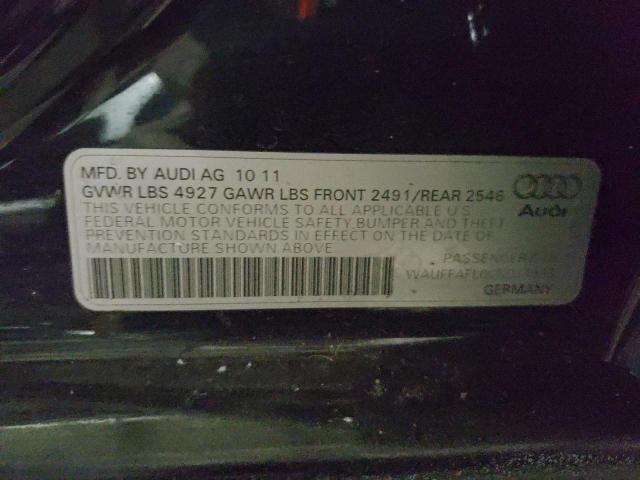 MFD. BY AUDI AG 10 11
GVWR LBS 4927 GAWR LBS FRONT 2491/REAR 2546
THIS VEHICLE CONFORMS TO ALL APPLICABLE U S
FEDERAL MOTOR VEHICLE SAFETY, BUMPER AND THEFT
PREVENTION STANDARDS IN EFFECT ON THE DATE OF
MANUFACTURE SHOWN ABOVE
Audi
PASSENGER
GERMANY